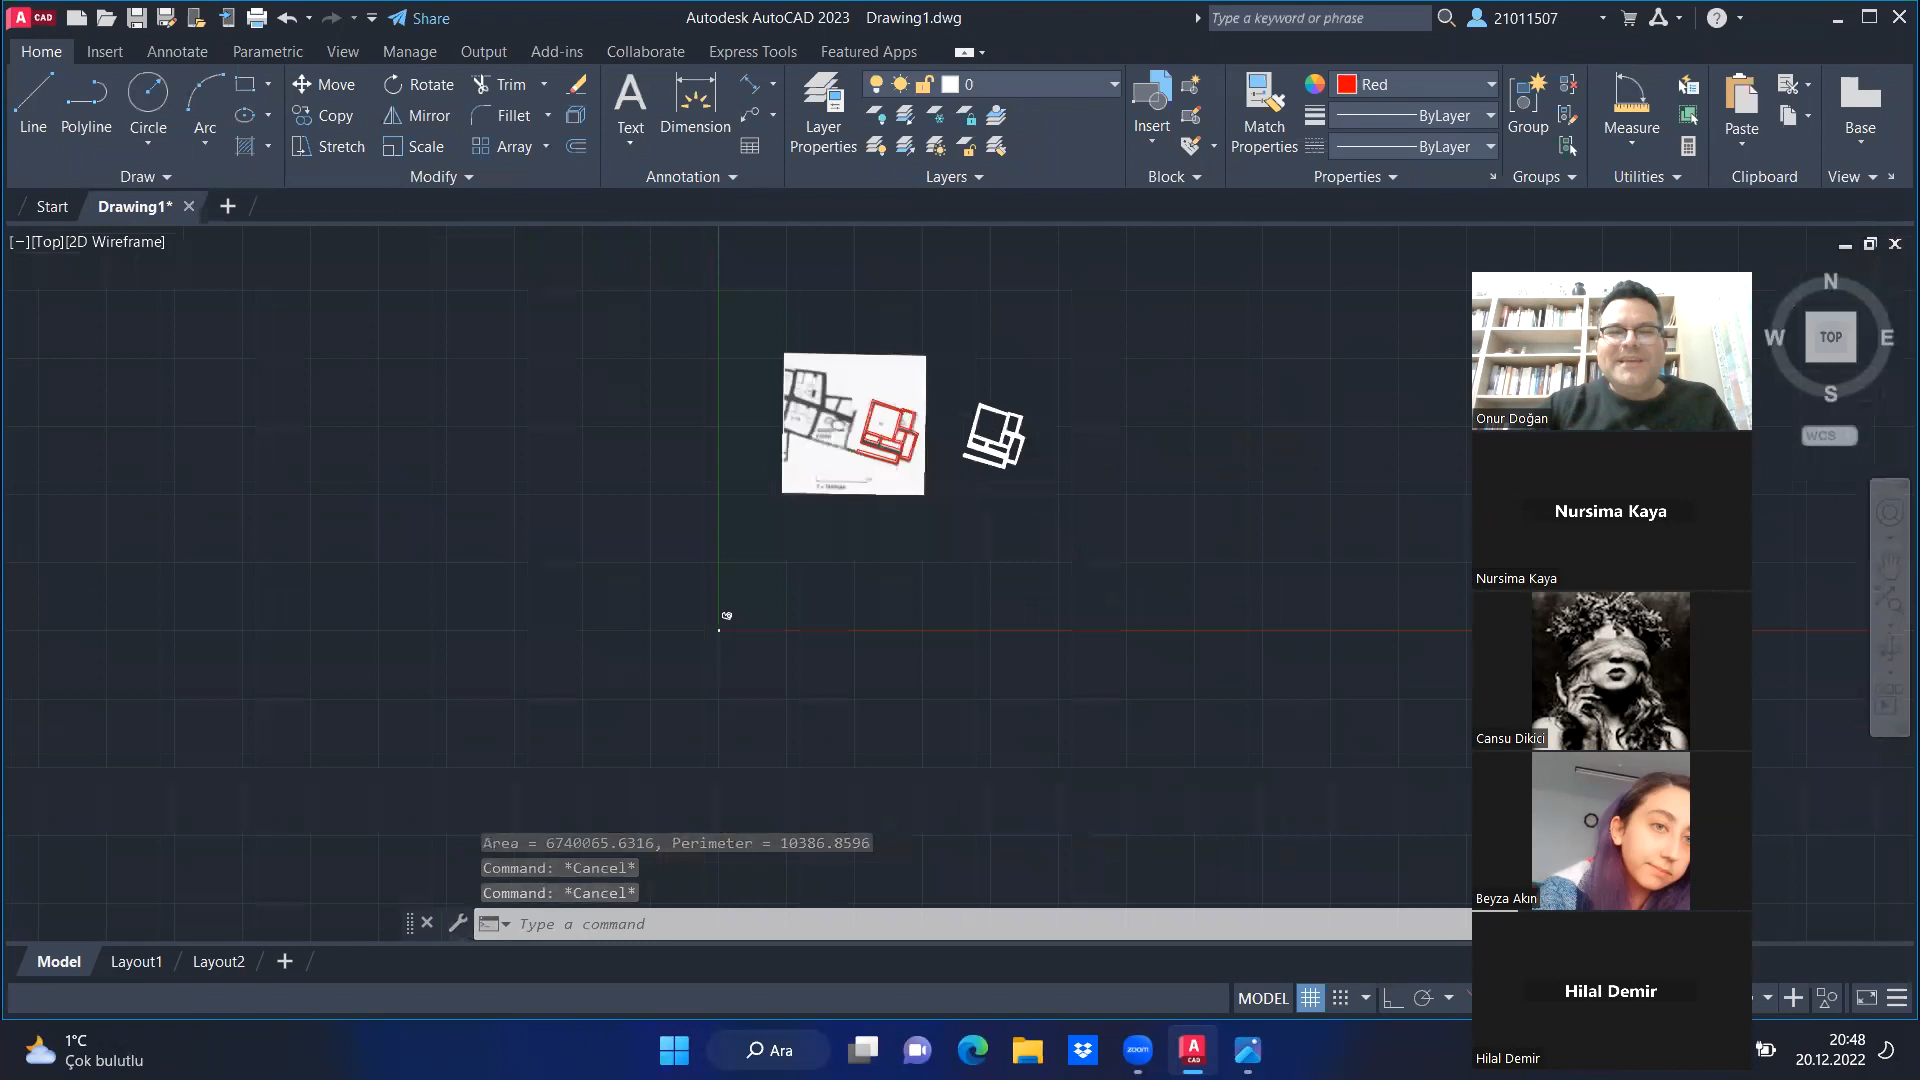 A CAD
Share
Autodesk AutoCAD 2023 Drawing1.dwg
Type a keyword or phrase
21011507
Home Insert Annotate Parametric View Manage Output Add-ins Collaborate Express Tools Featured Apps
Line Polyline Circle Arc
Move Rotate Trim
Copy Mirror Fillet
Stretch Scale Array
Text Dimension
Layer Properties
0
Insert
Match Properties
Red
ByLayer
ByLayer
Group Measure Paste Base
Draw Modify Annotation Layers Block Properties Groups Utilities Clipboard View
Start Drawing1*
[−][Top][2D Wireframe]
N
W TOP E
S
WCS
Onur Doğan
Nursima Kaya
Nursima Kaya
Cansu Dikici
Beyza Akın
Hilal Demir
Hilal Demir
Area = 6740065.6316, Perimeter = 10386.8596
Command: *Cancel*
Command: *Cancel*
Type a command
Model Layout1 Layout2
MODEL
1°C
Çok bulutlu
Ara
zoom
A CAD
20:48
20.12.2022